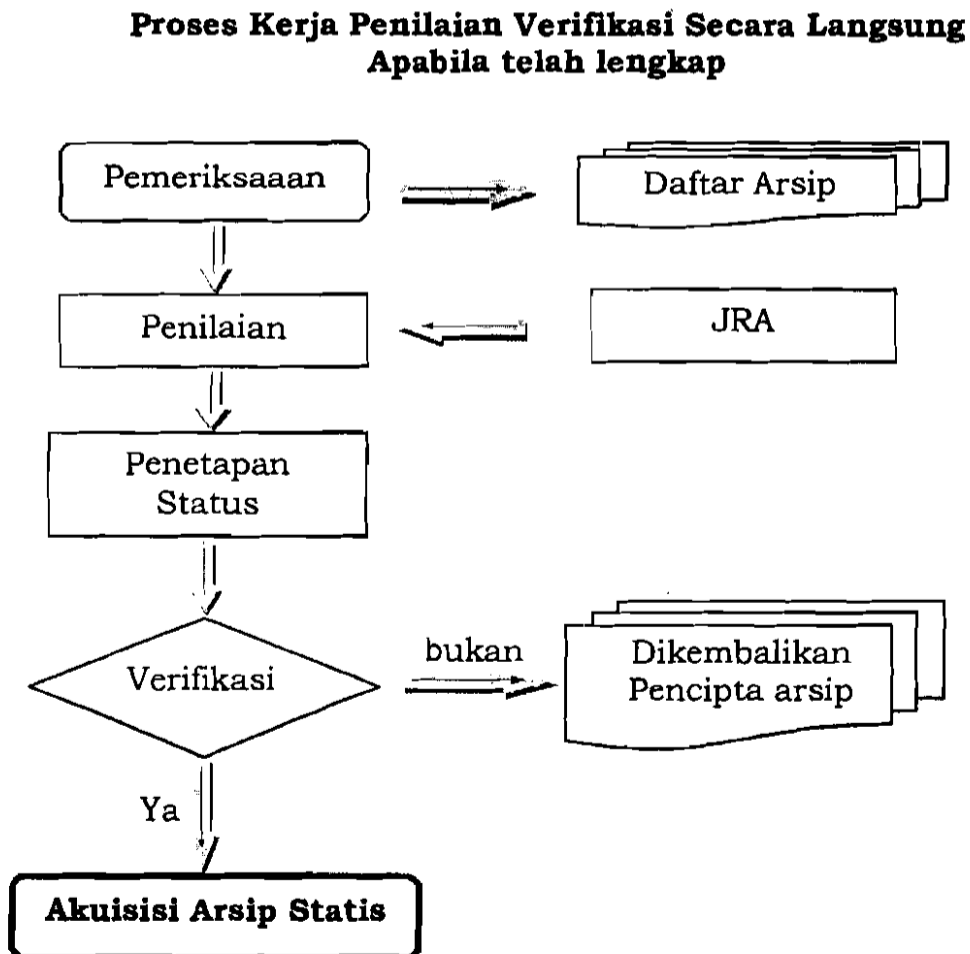 Proses Kerja Penilaian Verifikasi Secara Langsung
Apabila telah lengkap
Pemeriksaaan
Daftar Arsip
Penilaian
JRA
Penetapan
Status
Verifikasi
bukan
Dikembalikan
Pencipta arsip
Ya
Akuisisi Arsip Statis